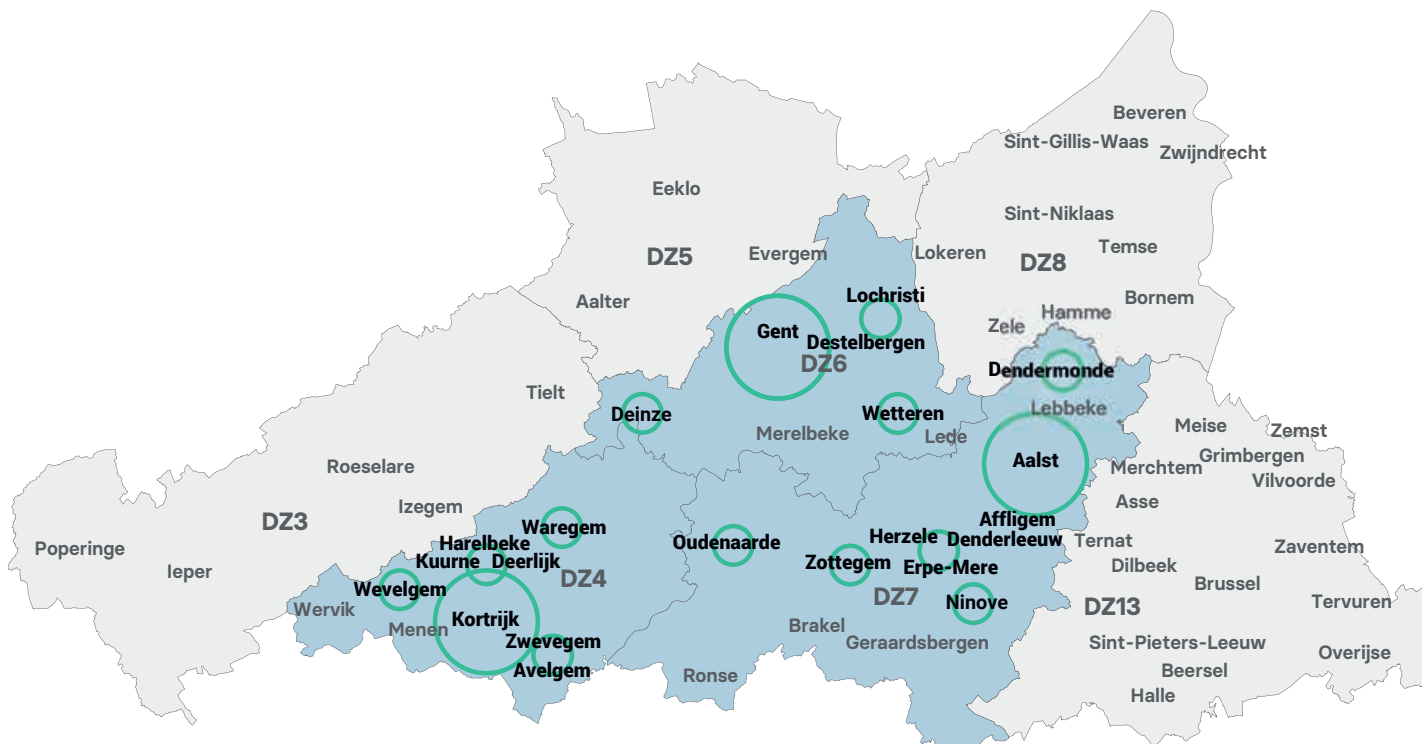 Beveren
Sint-Gillis-Waas
Zwijndrecht
Eeklo
Sint-Niklaas
Temse
Evergem
Lokeren
DZ5
DZ8
Aalter
Lochristi
Bornem
Hamme
Zele
Gent
Destelbergen
DZ6
Dendermonde
Tielt
Deinze
Wetteren
Lebbeke
Merelbeke
Lede
Meise
Zemst
Grimbergen
Roeselare
Aalst
Merchtem
Vilvoorde
Izegem
Asse
DZ3
Waregem
Affligem
Herzele
Denderleeuw
Oudenaarde
Harelbeke
Ternat
Zaventem
Poperinge
Kuurne
Deerlijk
Zottegem
Erpe-Mere
Dilbeek
Ieper
DZ4
Brussel
Wevelgem
DZ7
Ninove
DZ13
Tervuren
Wervik
Kortrijk
Menen
Brakel
Zwevegem
Geraardsbergen
Sint-Pieters-Leeuw
Overijse
Avelgem
Ronse
Beersel
Halle